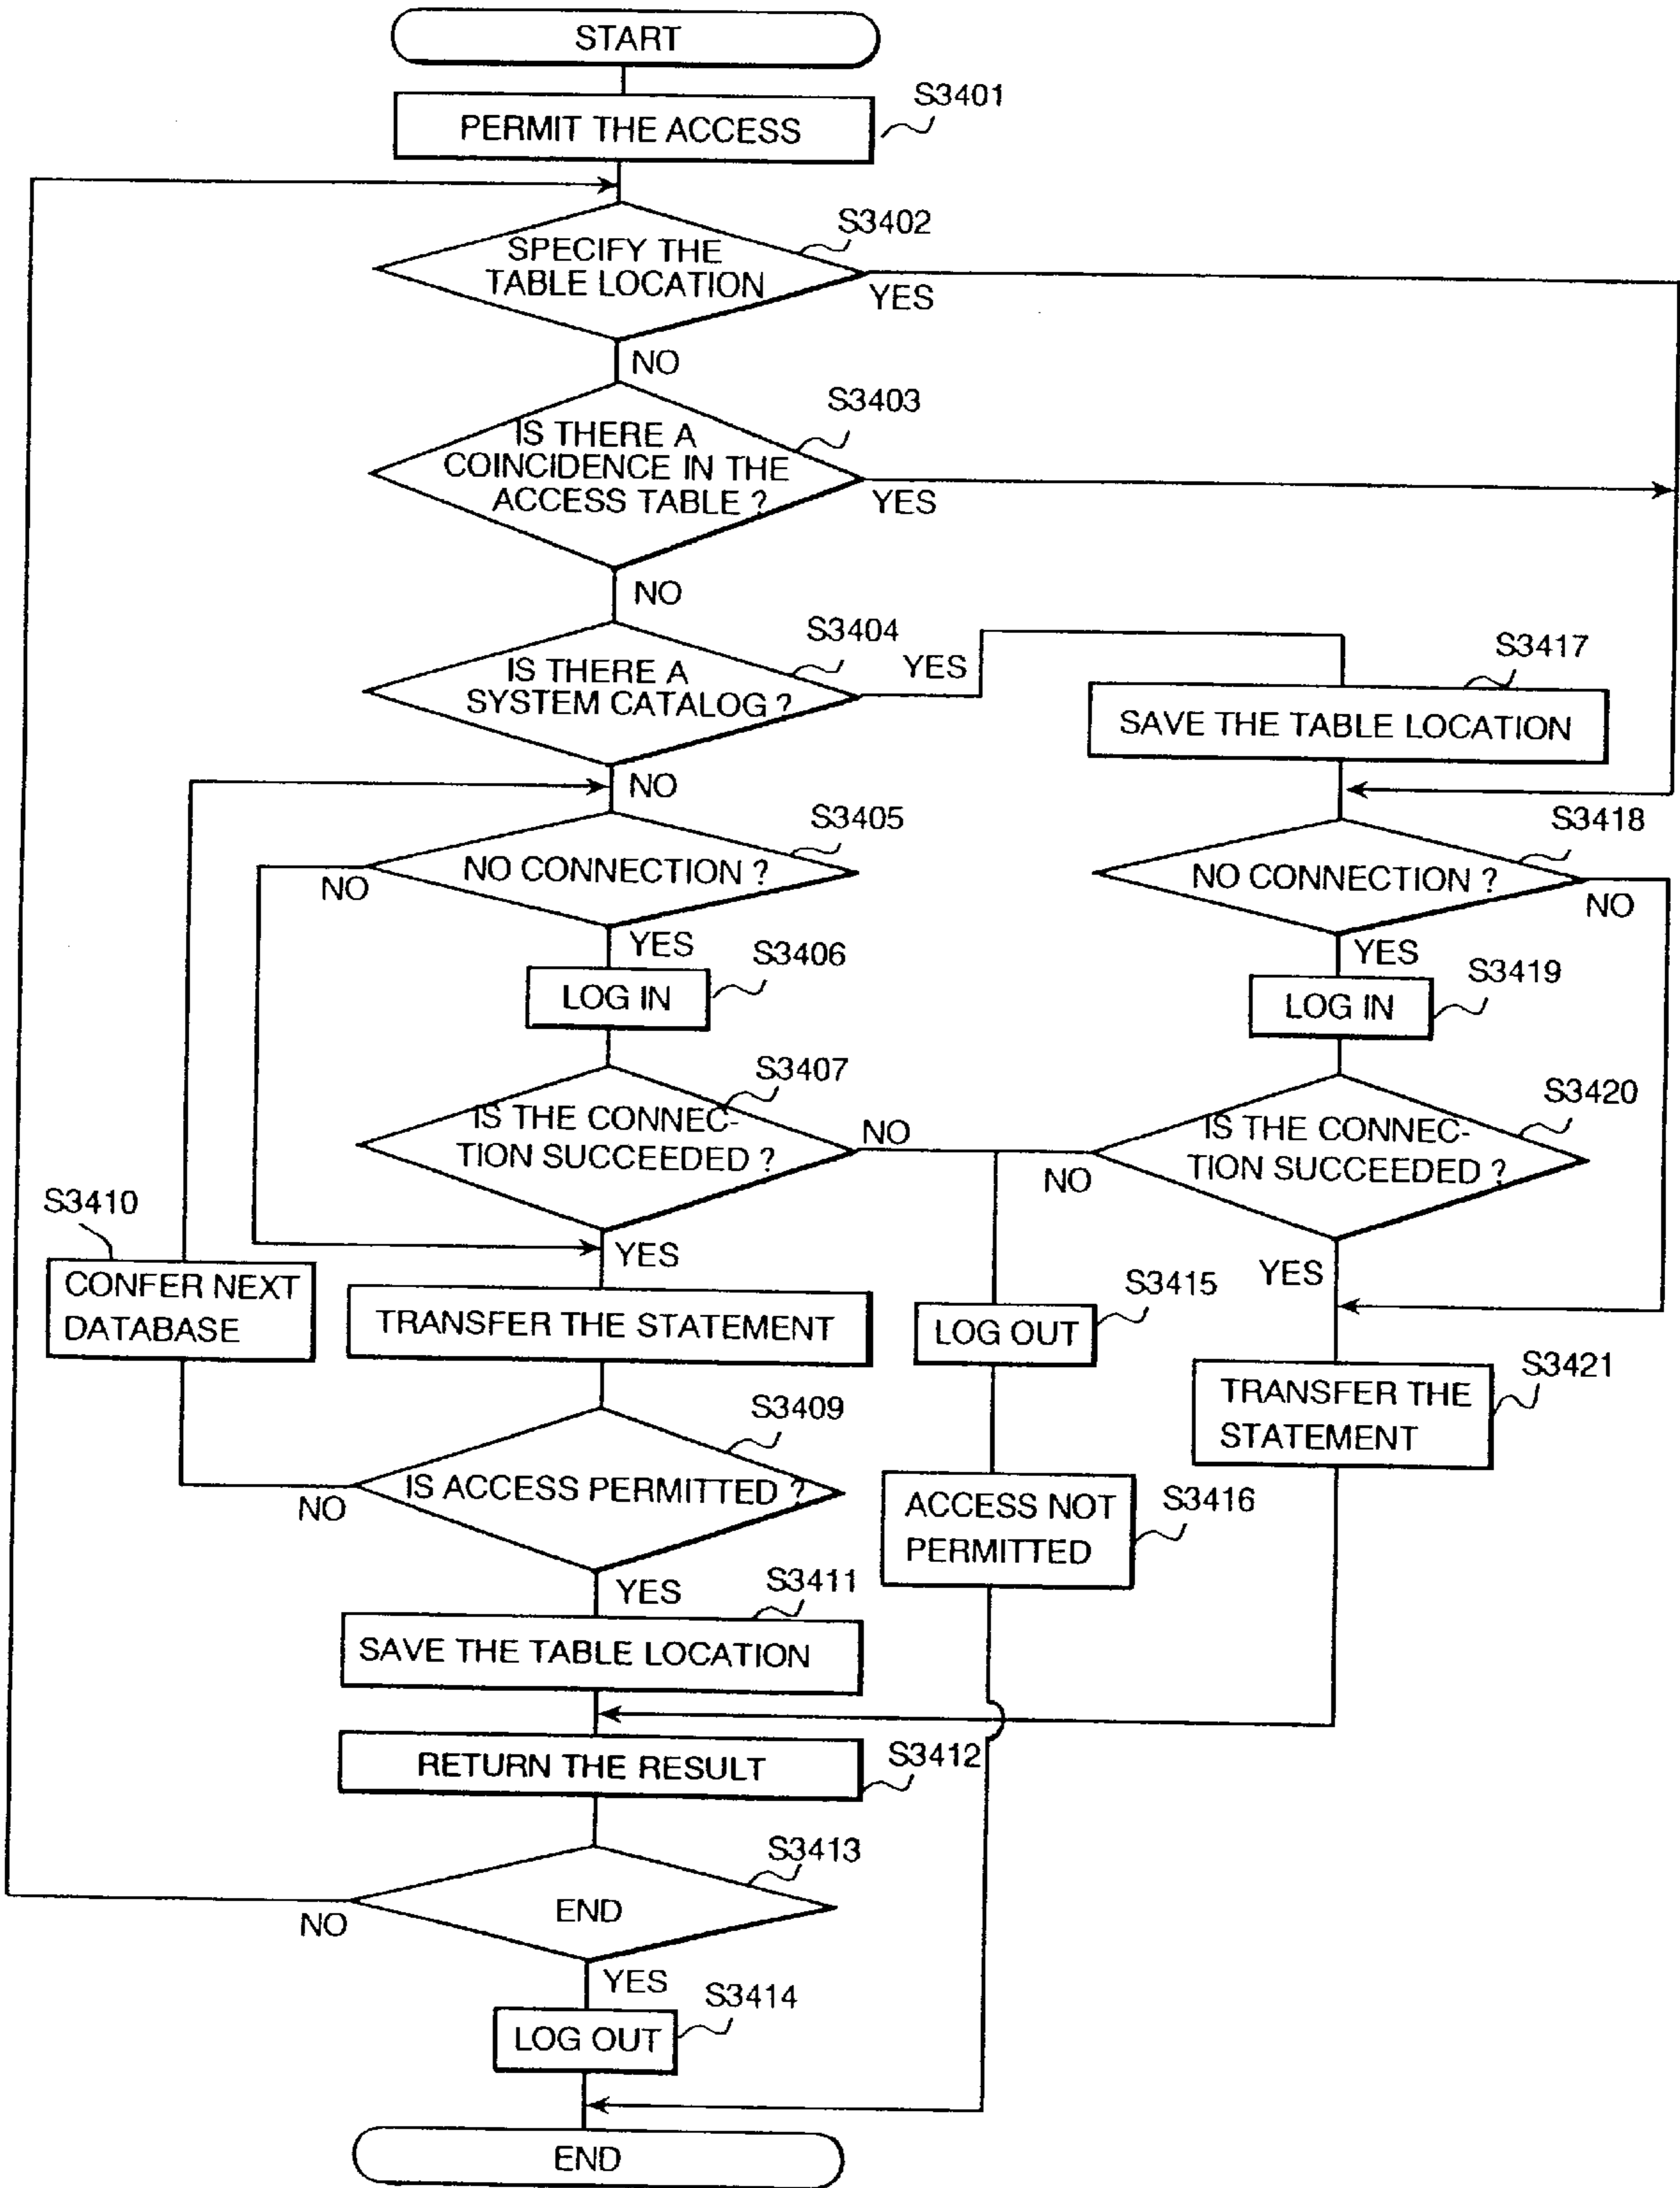 START
S3401
PERMIT THE ACCESS
S3402
SPECIFY THE
TABLE LOCATION
YES
NO
S3403
IS THERE A
COINCIDENCE IN THE
ACCESS TABLE ?
YES
NO
S3404
IS THERE A
SYSTEM CATALOG ?
YES
S3417
SAVE THE TABLE LOCATION
NO
S3405
NO CONNECTION ?
NO
S3418
NO CONNECTION ?
NO
YES
S3406
LOG IN
YES
S3419
LOG IN
S3407
IS THE CONNEC-
TION SUCCEEDED ?
NO
S3420
IS THE CONNEC-
TION SUCCEEDED ?
NO
S3410
CONFER NEXT
DATABASE
YES
TRANSFER THE STATEMENT
S3415
LOG OUT
YES
S3421
TRANSFER THE
STATEMENT
S3409
IS ACCESS PERMITTED ?
NO
S3416
ACCESS NOT
PERMITTED
YES
S3411
SAVE THE TABLE LOCATION
RETURN THE RESULT
S3412
S3413
END
NO
YES
S3414
LOG OUT
END